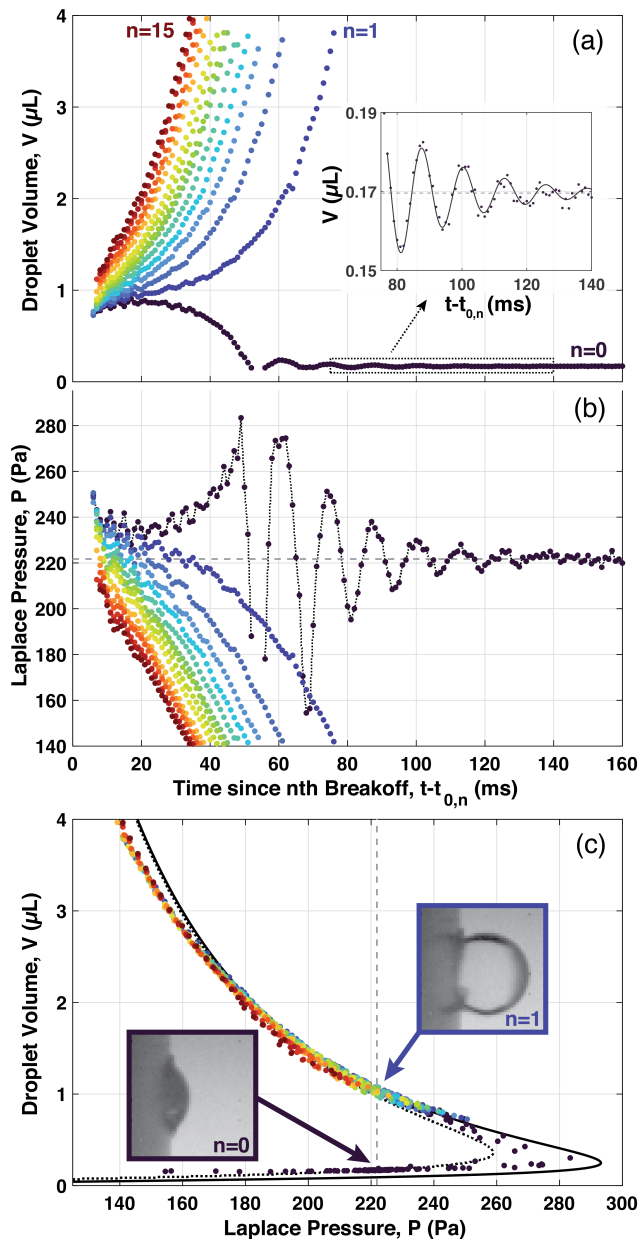 (a)
n=15
n=1
Droplet Volume, V (µL)
4
3
2
1
0
0.19
0.17
0.15
V (µL)
80
100
120
140
t-t0,n (ms)
n=0
(b)
Laplace Pressure, P (Pa)
280
260
240
220
200
180
160
140
0
20
40
60
80
100
120
140
160
Time since nth Breakoff, t-t0,n (ms)
(c)
Droplet Volume, V (µL)
4
3
2
1
0
n=1
n=0
140
160
180
200
220
240
260
280
300
Laplace Pressure, P (Pa)